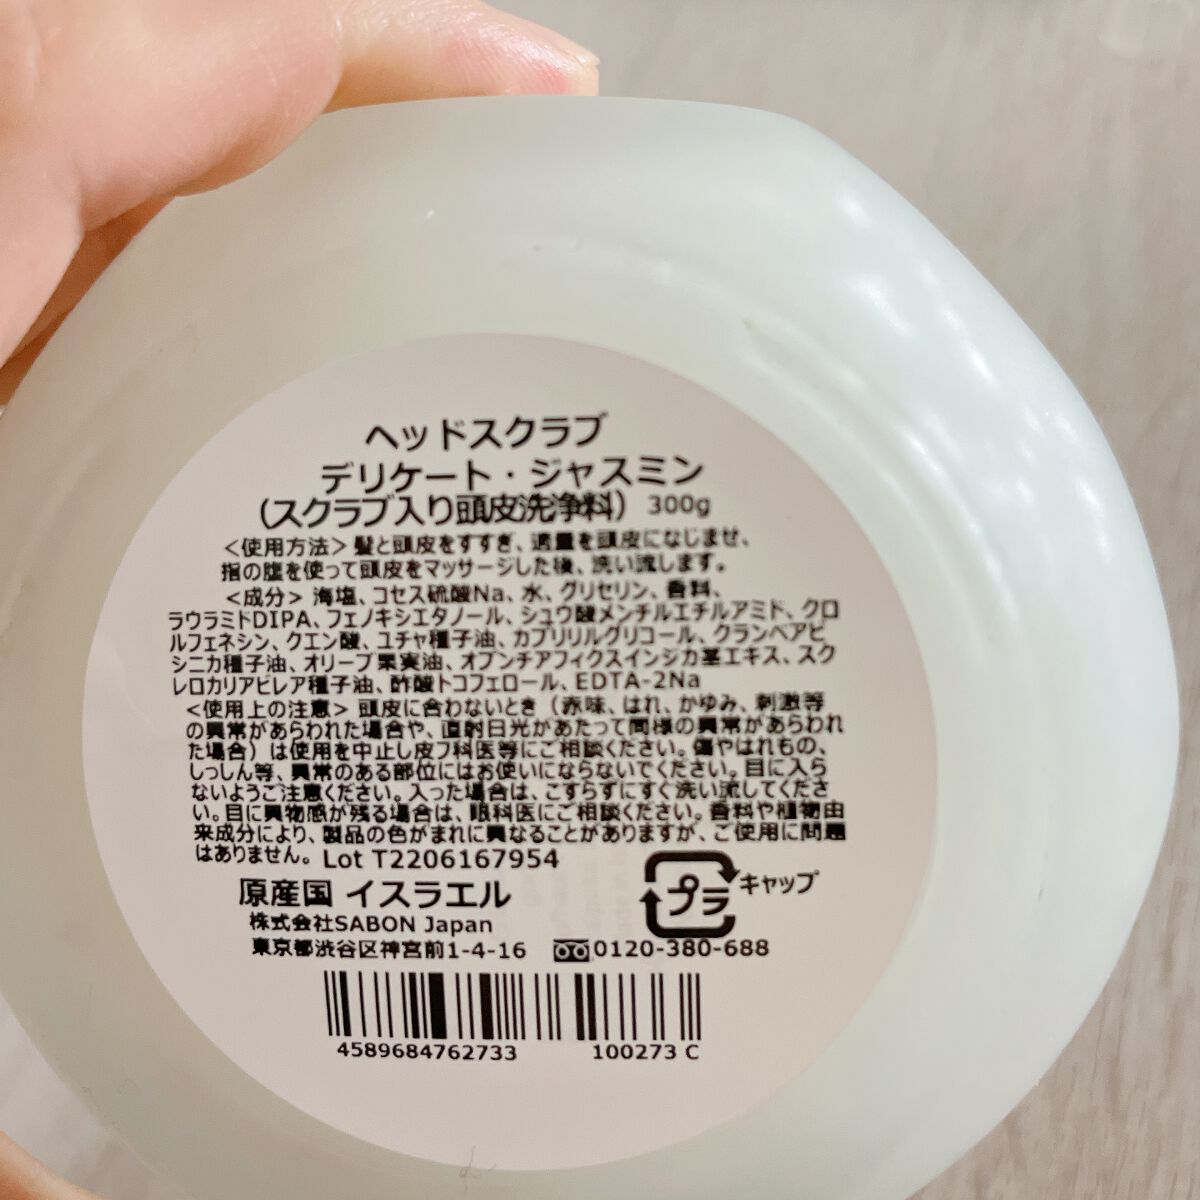 ヘッドスクラブ
デリケート・ジャスミン
（スクラブ入り頭皮洗浄料） 300g
＜使用方法＞髪と頭皮をすすぎ、適量を頭皮になじませ、
指の腹を使って頭皮をマッサージした後、洗い流します。
＜成分＞ 海塩、コセス硫酸Na、水、グリセリン、香料、
ラウラミドDIPA、フェノキシエタノール、シュウ酸メンチルエチルアミド、クロ
ルフェネシン、クエン酸、ユチャ種子油、カプリリルグリコール、クランベアビ
シニカ種子油、オリーブ果実油、オプンチアフィクスインジカ茎エキス、スク
レロカリアビレア種子油、酢酸トコフェロール、EDTA-2Na
＜使用上の注意＞ 頭皮に合わないとき（赤味、はれ、かゆみ、刺激等
の異常があらわれた場合や、直射日光があたって同様の異常があらわれ
た場合）は使用を中止し皮フ科医等にご相談ください。傷やはれもの、
しっしん等、異常のある部位にはお使いにならないでください。目に入ら
ないようご注意ください。入った場合は、こすらずにすぐ洗い流してくださ
い。目に異物感が残る場合は、眼科医にご相談ください。香料や植物由
来成分により、製品の色がまれに異なることがありますが、ご使用に問題
はありません。Lot T2206167954
原産国 イスラエル
プラ キャップ
株式会社SABON Japan
東京都渋谷区神宮前1-4-16 0120-380-688
4589684762733 100273 C